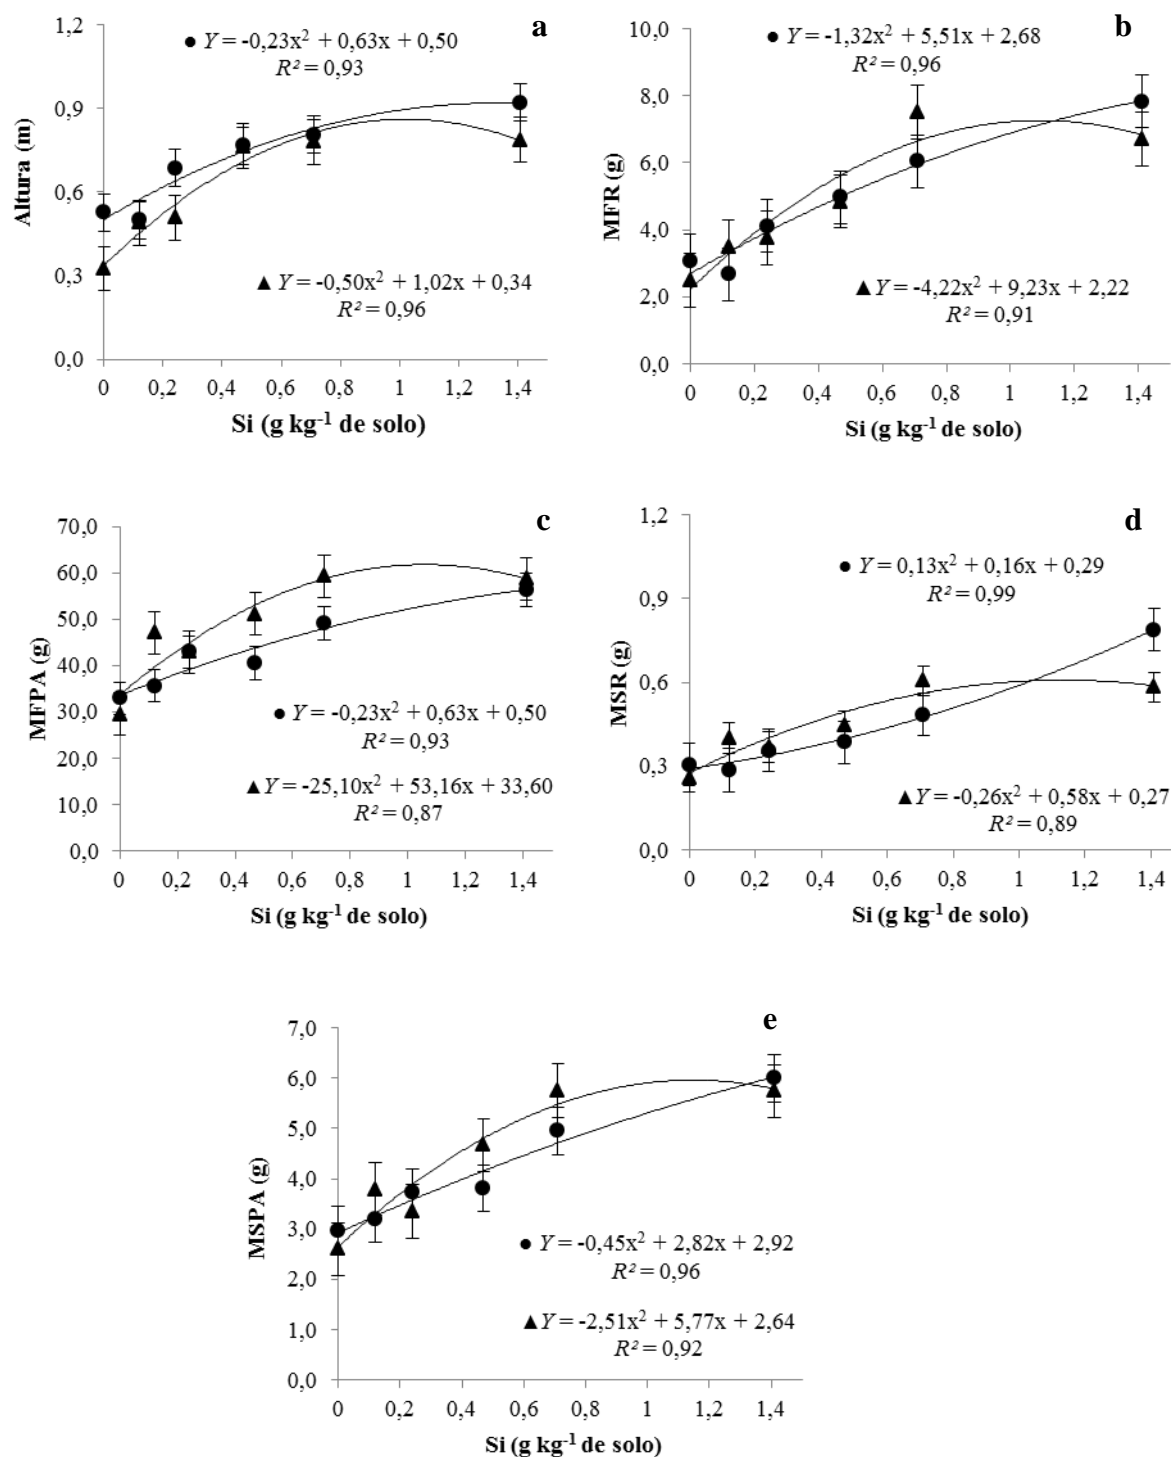 a
Y = -0,23x² + 0,63x + 0,50
R² = 0,93
Y = -0,50x² + 1,02x + 0,34
R² = 0,96
Altura (m)
1,2
0,9
0,6
0,3
0,0
0 0,2 0,4 0,6 0,8 1 1,2 1,4
Si (g kg⁻¹ de solo)
b
Y = -1,32x² + 5,51x + 2,68
R² = 0,96
Y = -4,22x² + 9,23x + 2,22
R² = 0,91
MFR (g)
10,0
8,0
6,0
4,0
2,0
0,0
0 0,2 0,4 0,6 0,8 1 1,2 1,4
Si (g kg⁻¹ de solo)
c
Y = -0,23x² + 0,63x + 0,50
R² = 0,93
Y = -25,10x² + 53,16x + 33,60
R² = 0,87
MFPA (g)
70,0
60,0
50,0
40,0
30,0
20,0
10,0
0,0
0 0,2 0,4 0,6 0,8 1 1,2 1,4
Si (g kg⁻¹ de solo)
d
Y = 0,13x² + 0,16x + 0,29
R² = 0,99
Y = -0,26x² + 0,58x + 0,27
R² = 0,89
MSR (g)
1,2
0,9
0,6
0,3
0,0
0 0,2 0,4 0,6 0,8 1 1,2 1,4
Si (g kg⁻¹ de solo)
e
Y = -0,45x² + 2,82x + 2,92
R² = 0,96
Y = -2,51x² + 5,77x + 2,64
R² = 0,92
MSPA (g)
7,0
6,0
5,0
4,0
3,0
2,0
1,0
0,0
0 0,2 0,4 0,6 0,8 1 1,2 1,4
Si (g kg⁻¹ de solo)